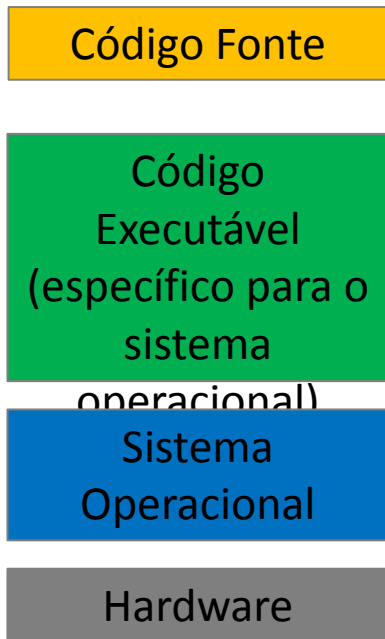 Código Fonte
Código
Executável
(específico para o
sistema
operacional)
Sistema
Operacional
Hardware